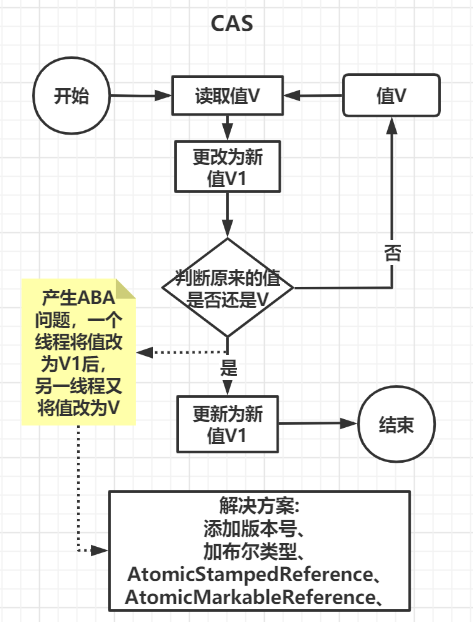 CAS
开始
读取值V
值V
更改为新
值V1
判断原来的值
是否还是V
否
是
产生ABA
问题，一个
线程将值改
为V1后，
另一线程又
将值改为V
更新为新
值V1
结束
解决方案:
添加版本号、
加布尔类型、
AtomicStampedReference、
AtomicMarkableReference、